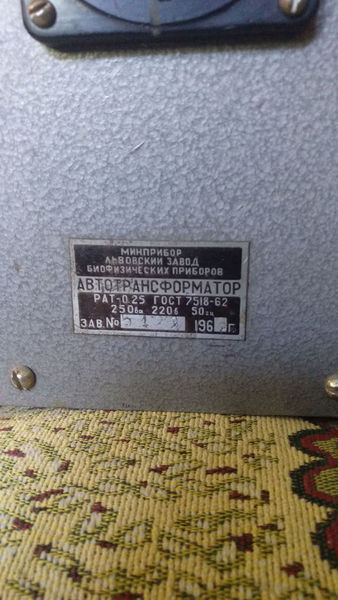 МИНПРИБОР
ЛЬВОВСКИЙ ЗАВОД
БИОФИЗИЧЕСКИХ ПРИБОРОВ
АВТОТРАНСФОРМАТОР
РАТ-0.25 ГОСТ 7518-62
250ва 220в 50гц
ЗАВ.№ 196 г.